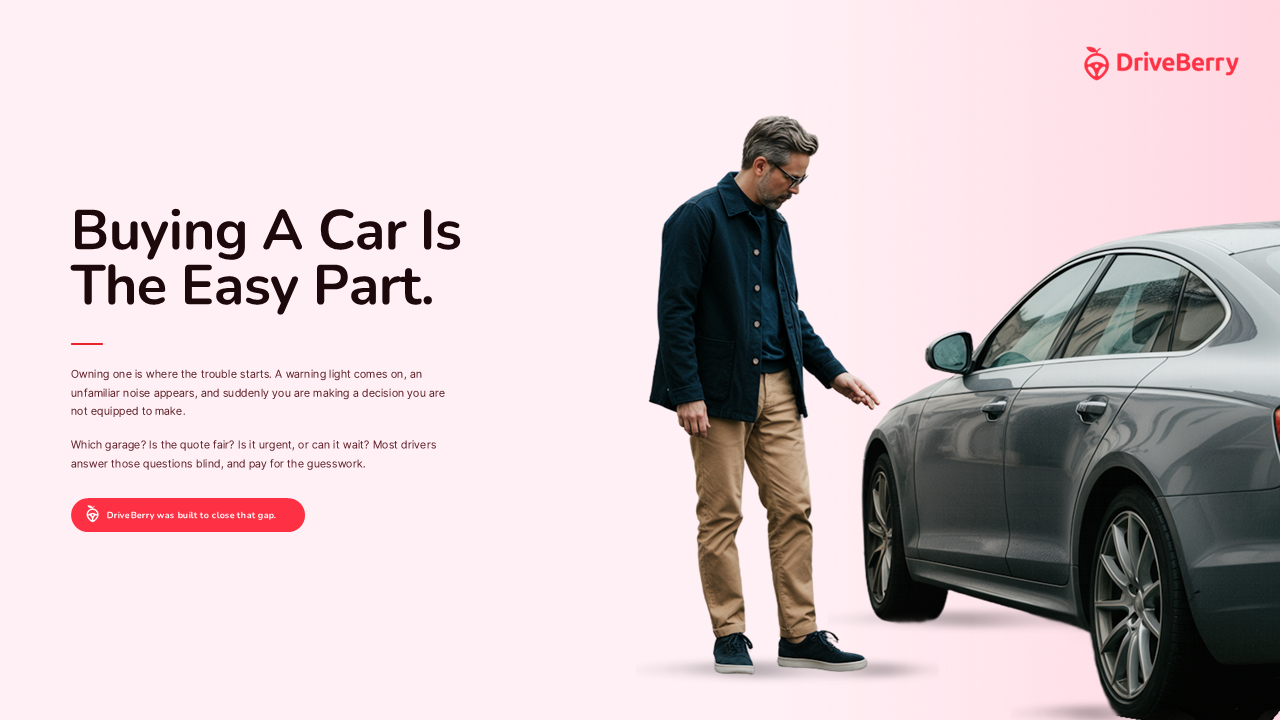 DriveBerry
Buying A Car Is
The Easy Part.
Owning one is where the trouble starts. A warning light comes on, an
unfamiliar noise appears, and suddenly you are making a decision you are
not equipped to make.
Which garage? Is the quote fair? Is it urgent, or can it wait? Most drivers
answer those questions blind, and pay for the guesswork.
DriveBerry was built to close that gap.